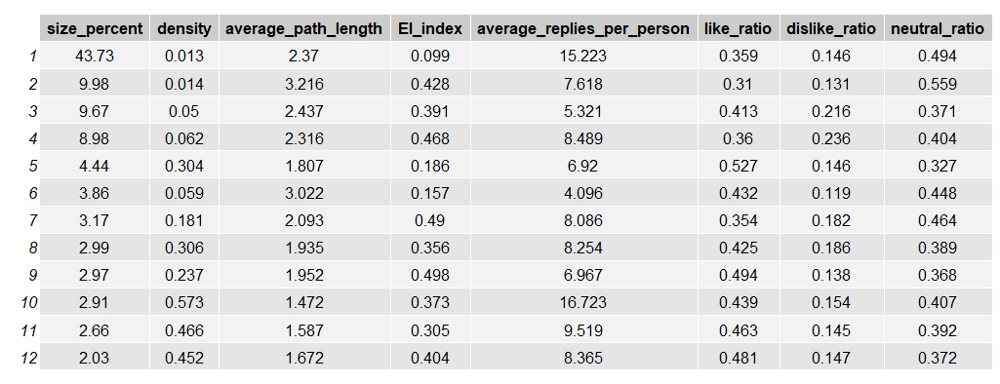 size_percent density average_path_length EI_index average_replies_per_person like_ratio dislike_ratio neutral_ratio
1 43.73 0.013 2.37 0.099 15.223 0.359 0.146 0.494
2 9.98 0.014 3.216 0.428 7.618 0.31 0.131 0.559
3 9.67 0.05 2.437 0.391 5.321 0.413 0.216 0.371
4 8.98 0.062 2.316 0.468 8.489 0.36 0.236 0.404
5 4.44 0.304 1.807 0.186 6.92 0.527 0.146 0.327
6 3.86 0.059 3.022 0.157 4.096 0.432 0.119 0.448
7 3.17 0.181 2.093 0.49 8.086 0.354 0.182 0.464
8 2.99 0.306 1.935 0.356 8.254 0.425 0.186 0.389
9 2.97 0.237 1.952 0.498 6.967 0.494 0.138 0.368
10 2.91 0.573 1.472 0.373 16.723 0.439 0.154 0.407
11 2.66 0.466 1.587 0.305 9.519 0.463 0.145 0.392
12 2.03 0.452 1.672 0.404 8.365 0.481 0.147 0.372